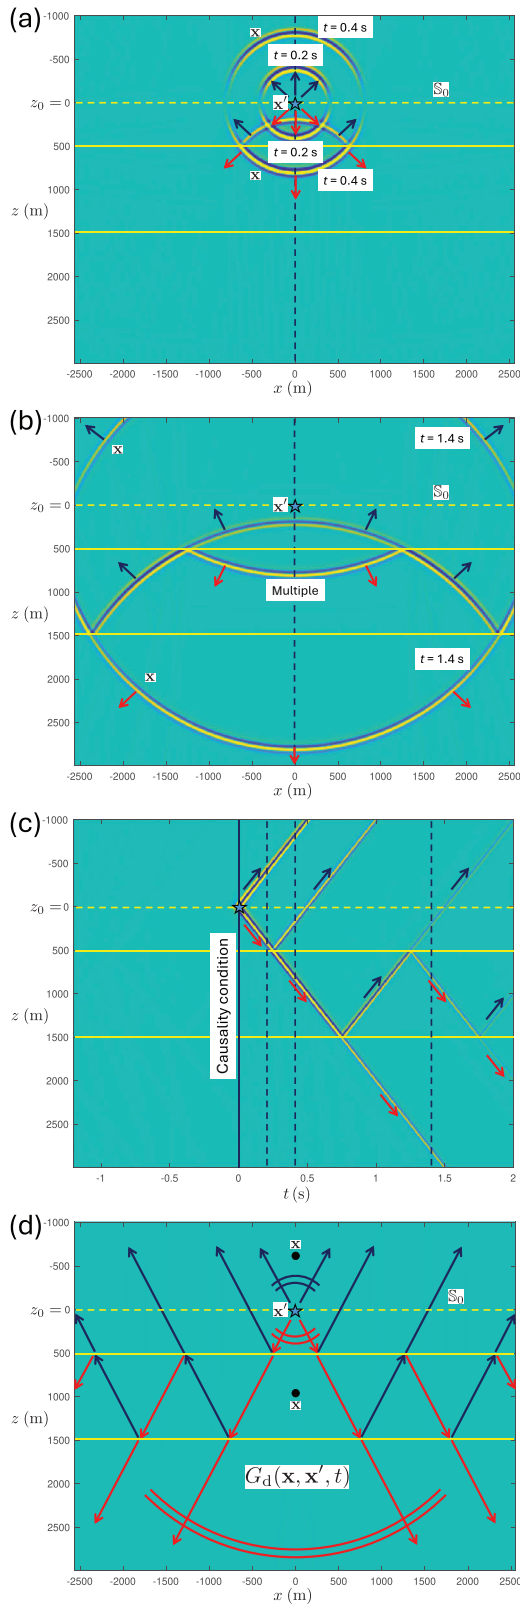 (a)
-1000
-500
z₀ = 0
500
1000
1500
2000
2500
z (m)
x
t = 0.4 s
t = 0.2 s
𝕊₀
x′
t = 0.2 s
x
t = 0.4 s
-2500 -2000 -1500 -1000 -500 0 500 1000 1500 2000 2500
x (m)
(b)
-1000
-500
z₀ = 0
500
1000
1500
2000
2500
z (m)
x
t = 1.4 s
𝕊₀
x′
Multiple
t = 1.4 s
x
-2500 -2000 -1500 -1000 -500 0 500 1000 1500 2000 2500
x (m)
(c)
-1000
-500
z₀ = 0
500
1000
1500
2000
2500
z (m)
Causality condition
-1 -0.5 0 0.5 1 1.5 2
t (s)
(d)
-1000
-500
z₀ = 0
500
1000
1500
2000
2500
z (m)
x
x′
𝕊₀
x
G_d(x, x′, t)
-2500 -2000 -1500 -1000 -500 0 500 1000 1500 2000 2500
x (m)